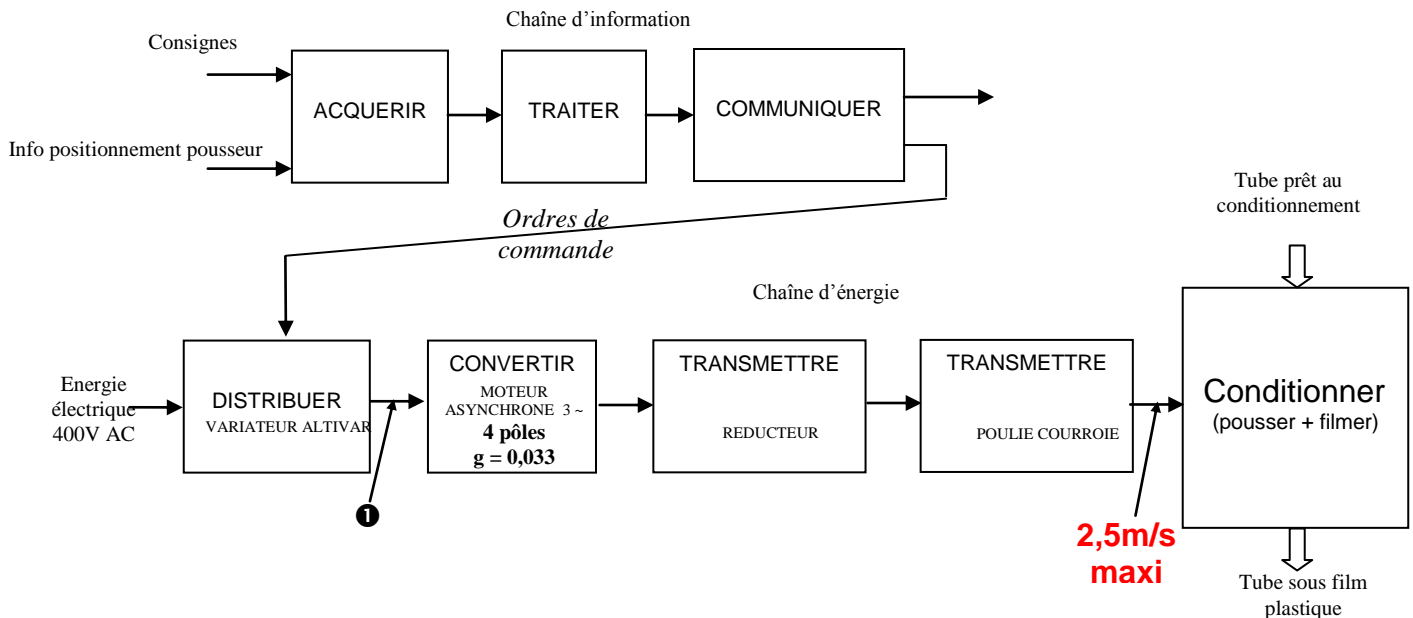 Chaîne d'information
Consignes
ACQUERIR
TRAITER
COMMUNIQUER
Info positionnement pousseur
Ordres de
commande
Tube prêt au
conditionnement
Chaîne d'énergie
Energie
électrique
400V AC
DISTRIBUER
VARIATEUR ALTIVAR
❶
CONVERTIR
MOTEUR
ASYNCHRONE 3 ~
4 pôles
g = 0,033
TRANSMETTRE
REDUCTEUR
TRANSMETTRE
POULIE COURROIE
2,5m/s
maxi
Conditionner
(pousser + filmer)
Tube sous film
plastique